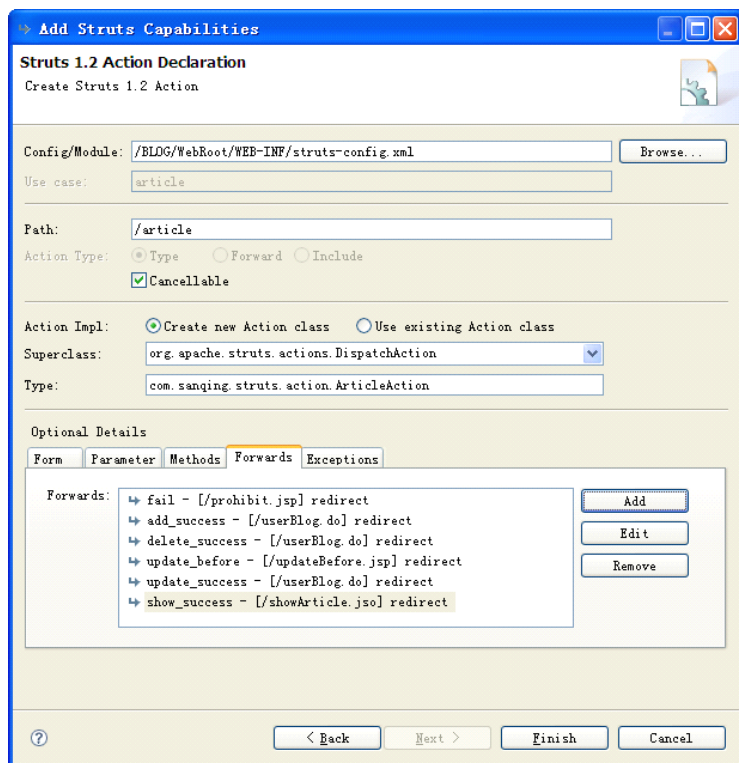 Add Struts Capabilities
Struts 1.2 Action Declaration
Create Struts 1.2 Action
Config/Module: /BLOG/WebRoot/WEB-INF/struts-config.xml Browse...
Use case: article
Path: /article
Action Type: Type Forward Include
Cancellable
Action Impl: Create new Action class Use existing Action class
Superclass: org.apache.struts.actions.DispatchAction
Type: com.sanqing.struts.action.ArticleAction
Optional Details
Form Parameter Methods Forwards Exceptions
Forwards: fail - [/prohibit.jsp] redirect Add
add_success - [/userBlog.do] redirect
delete_success - [/userBlog.do] redirect Edit
update_before - [/updateBefore.jsp] redirect Remove
update_success - [/userBlog.do] redirect
show_success - [/showArticle.jso] redirect
? < Back Next > Finish Cancel